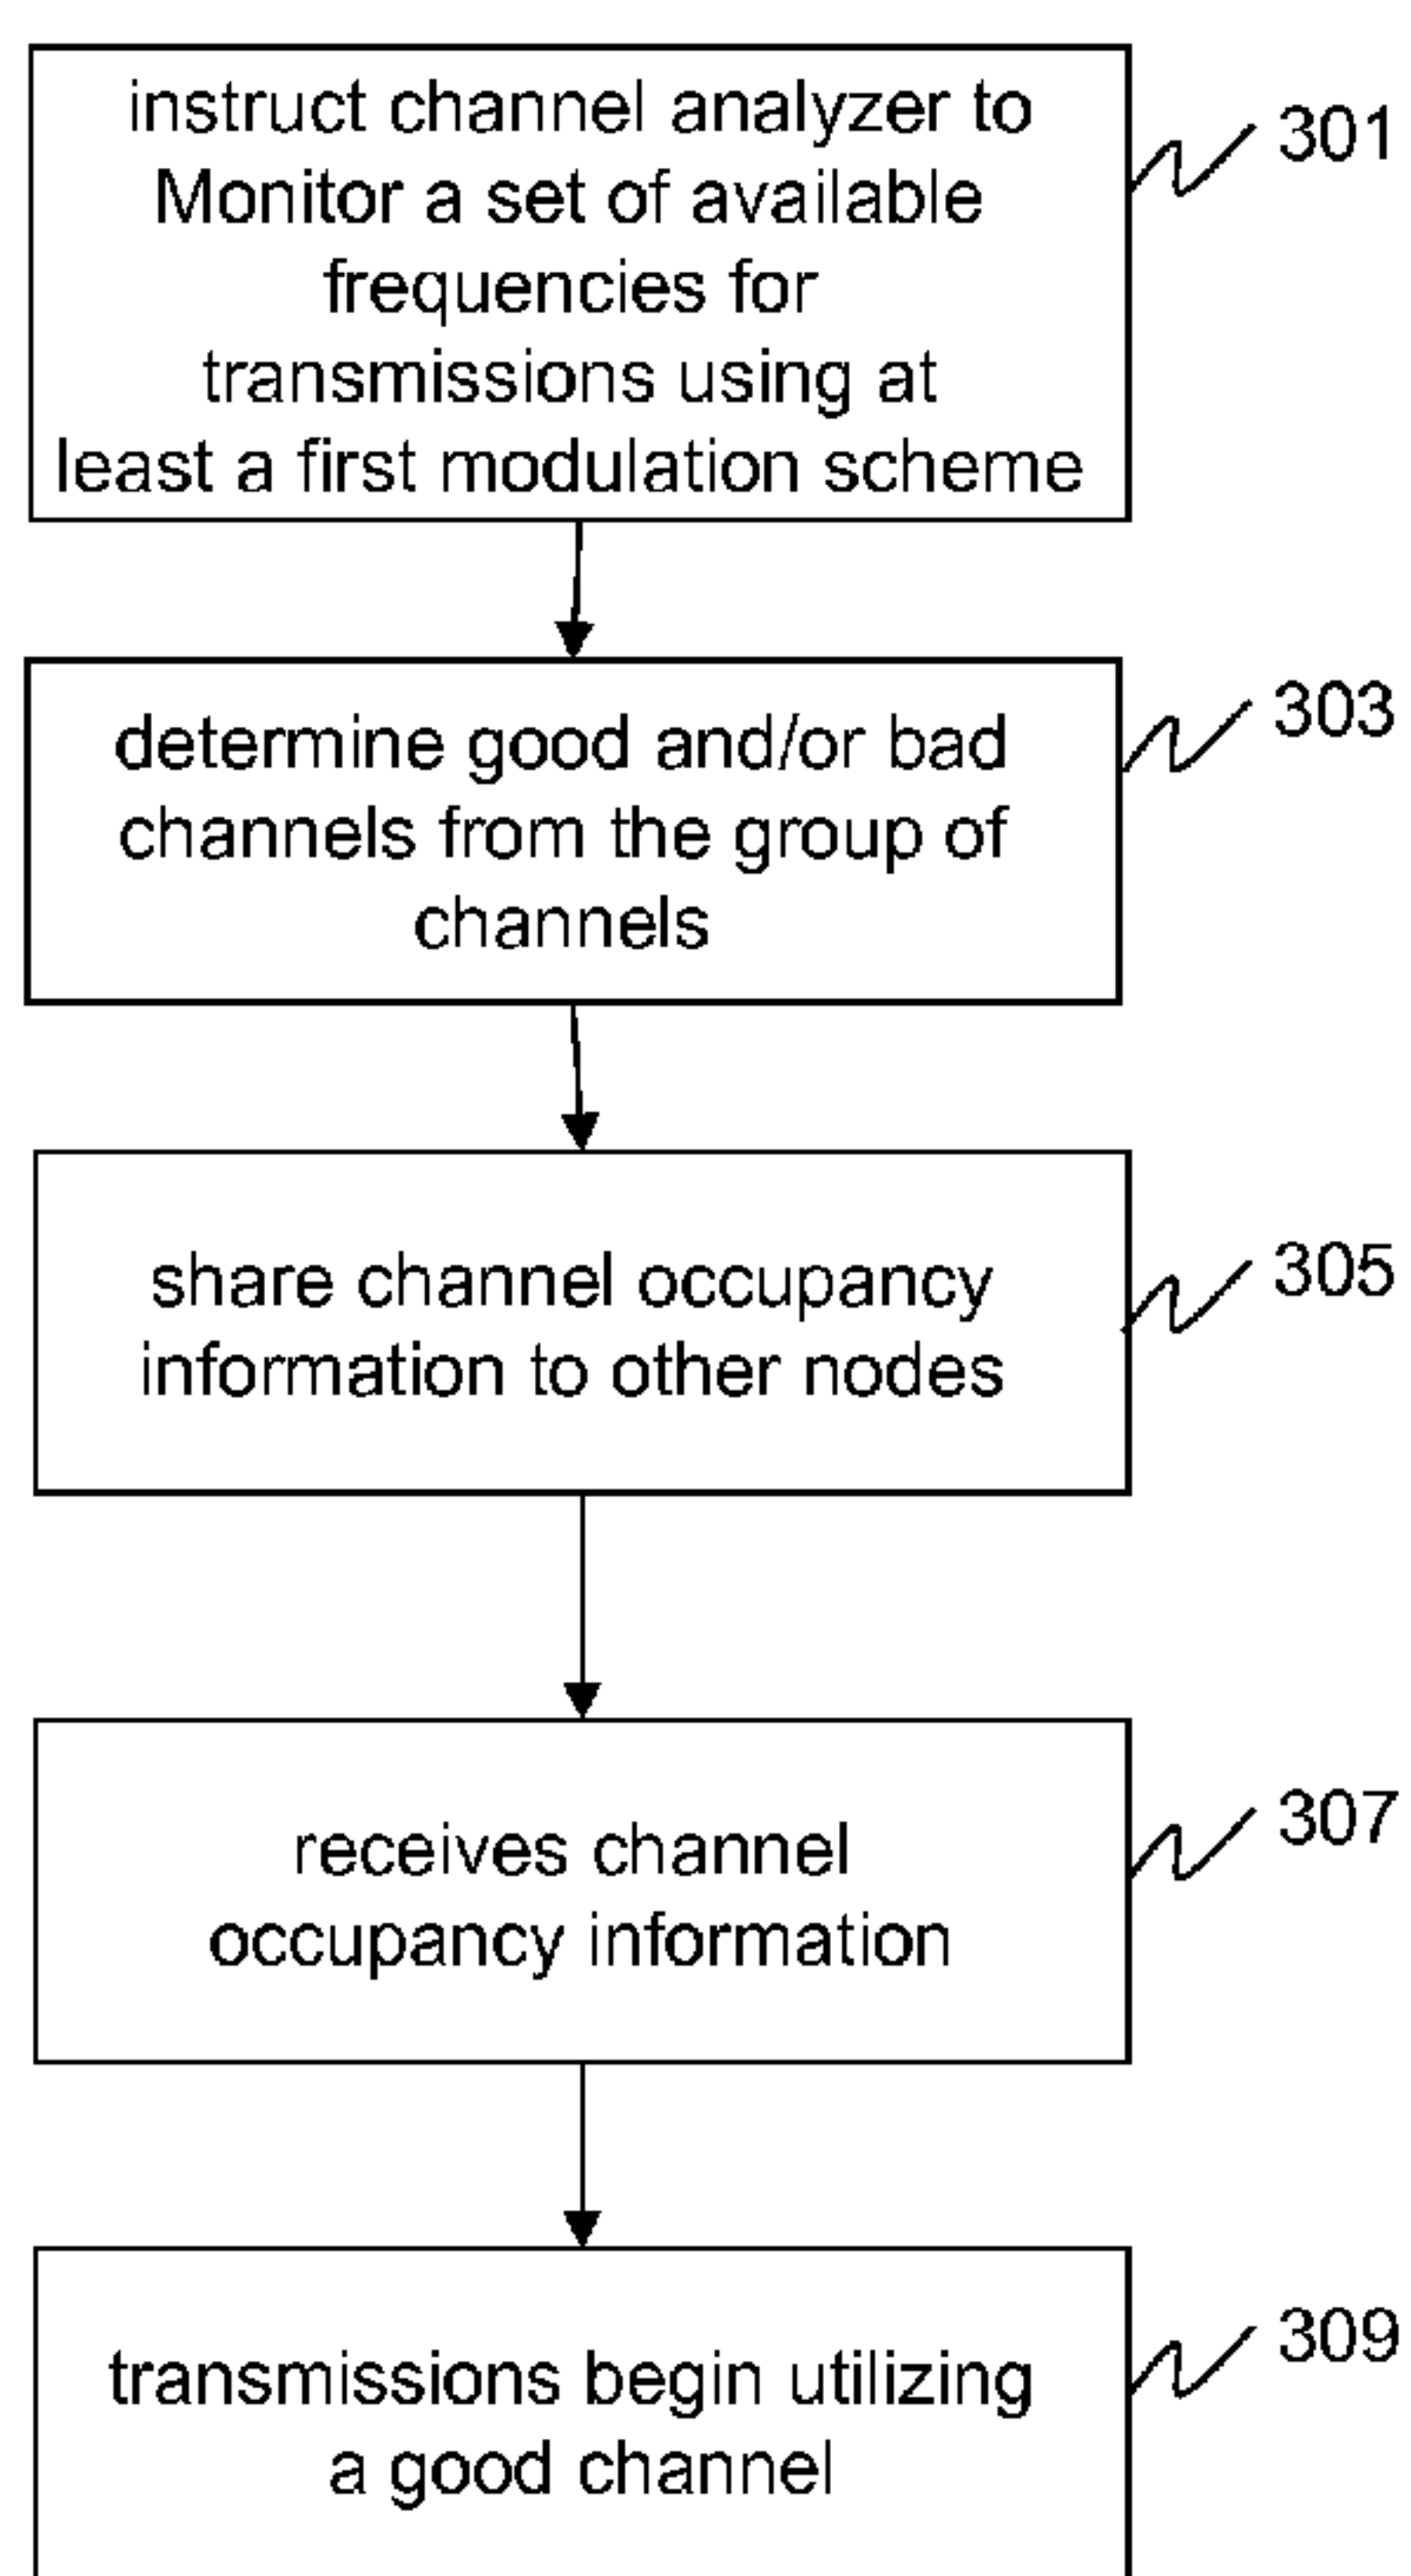 instruct channel analyzer to
Monitor a set of available
frequencies for
transmissions using at
least a first modulation scheme
301
determine good and/or bad
channels from the group of
channels
303
share channel occupancy
information to other nodes
305
receives channel
occupancy information
307
transmissions begin utilizing
a good channel
309